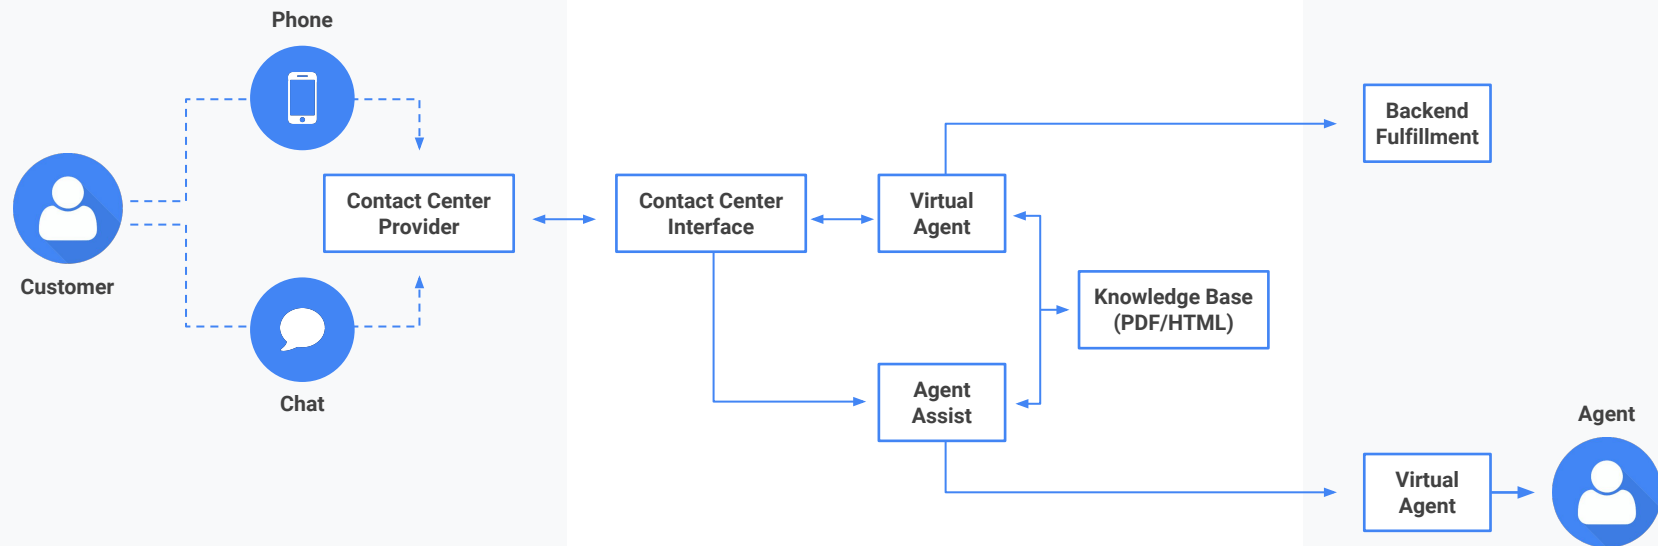 Phone
Customer
Chat
Contact Center
Provider
Contact Center
Interface
Virtual
Agent
Knowledge Base
(PDF/HTML)
Agent
Assist
Backend
Fulfillment
Virtual
Agent
Agent